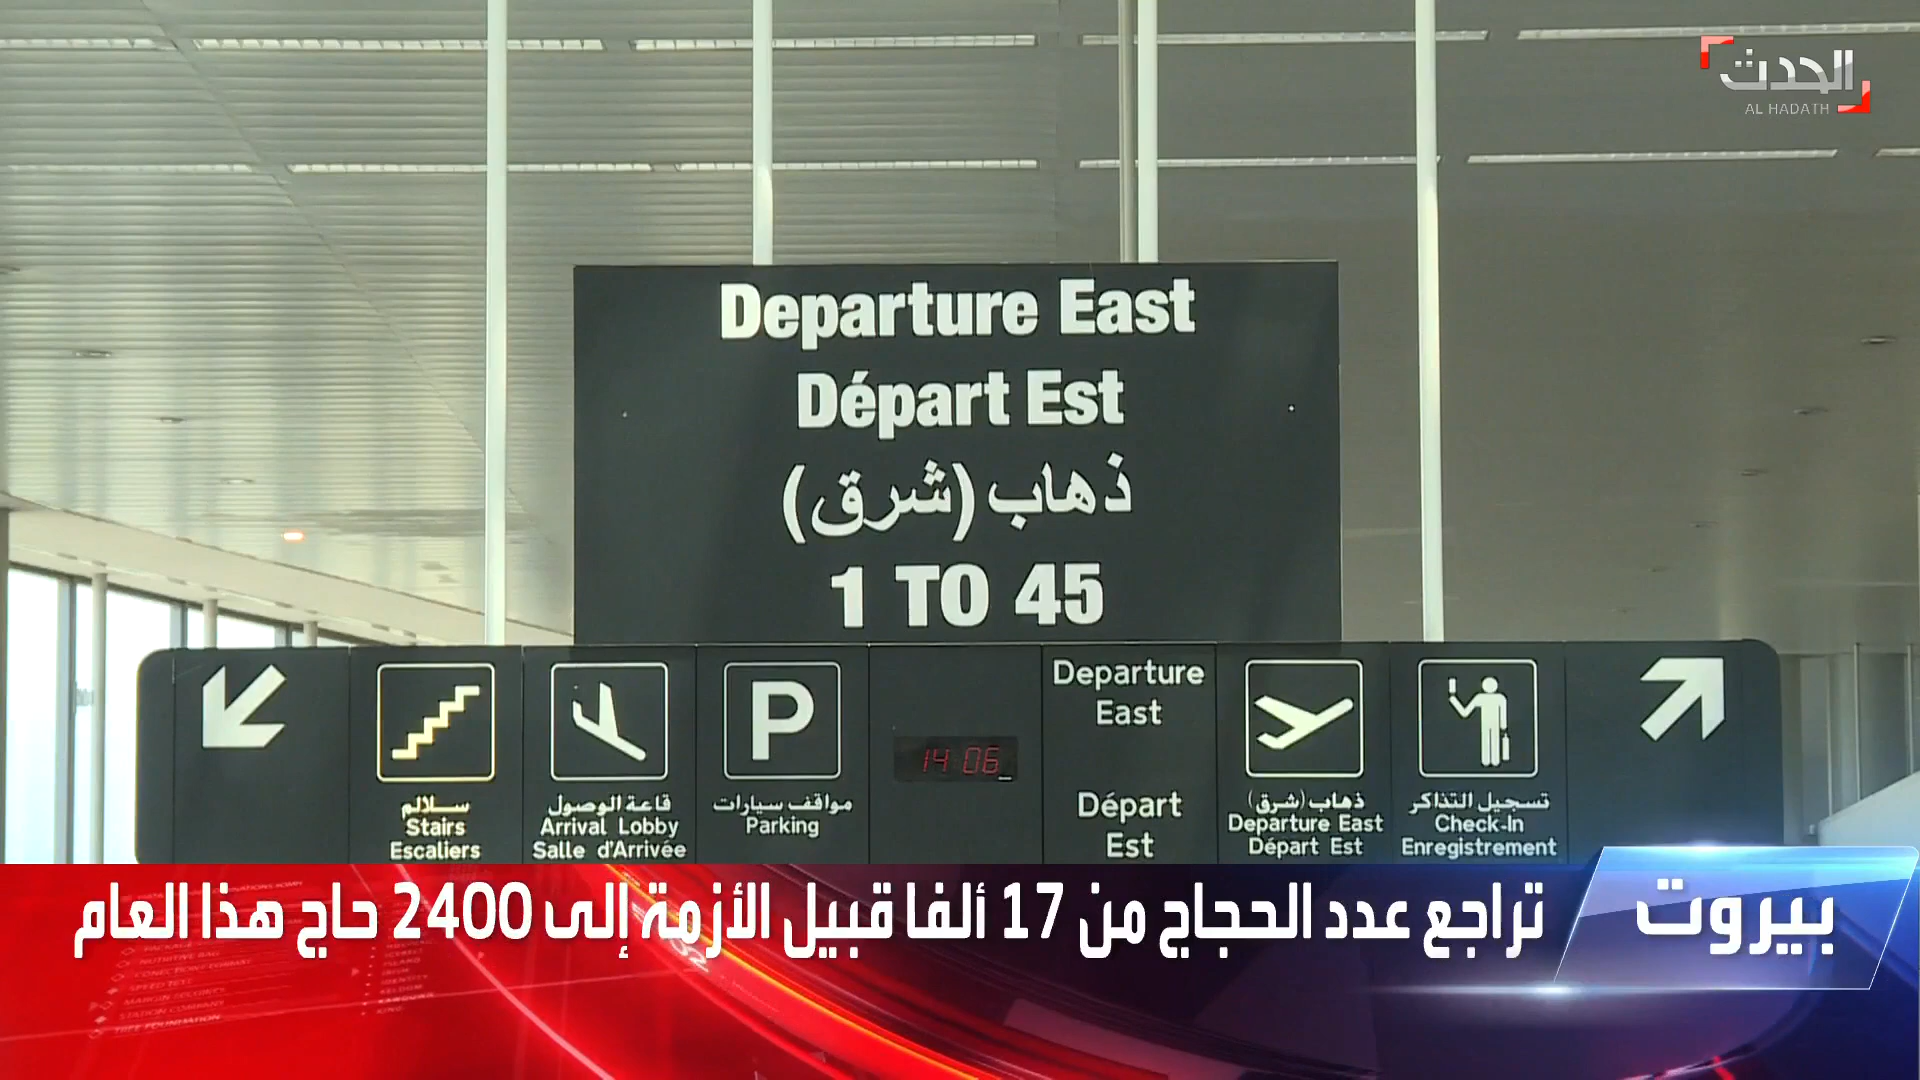 الحدث
AL HADATH
Departure East
Départ Est
ذهاب (شرق)
1 TO 45
سلالم
Stairs
Escaliers
قاعة الوصول
Arrival Lobby
Salle d'Arrivée
مواقف سيارات
P
Parking
14:06
Departure
East
Départ
Est
ذهاب (شرق)
Departure East
Départ Est
تسجيل التذاكر
Check-In
Enregistrement
بيروت
تراجع عدد الحجاج من 17 ألفا قبيل الأزمة إلى 2400 حاج هذا العام